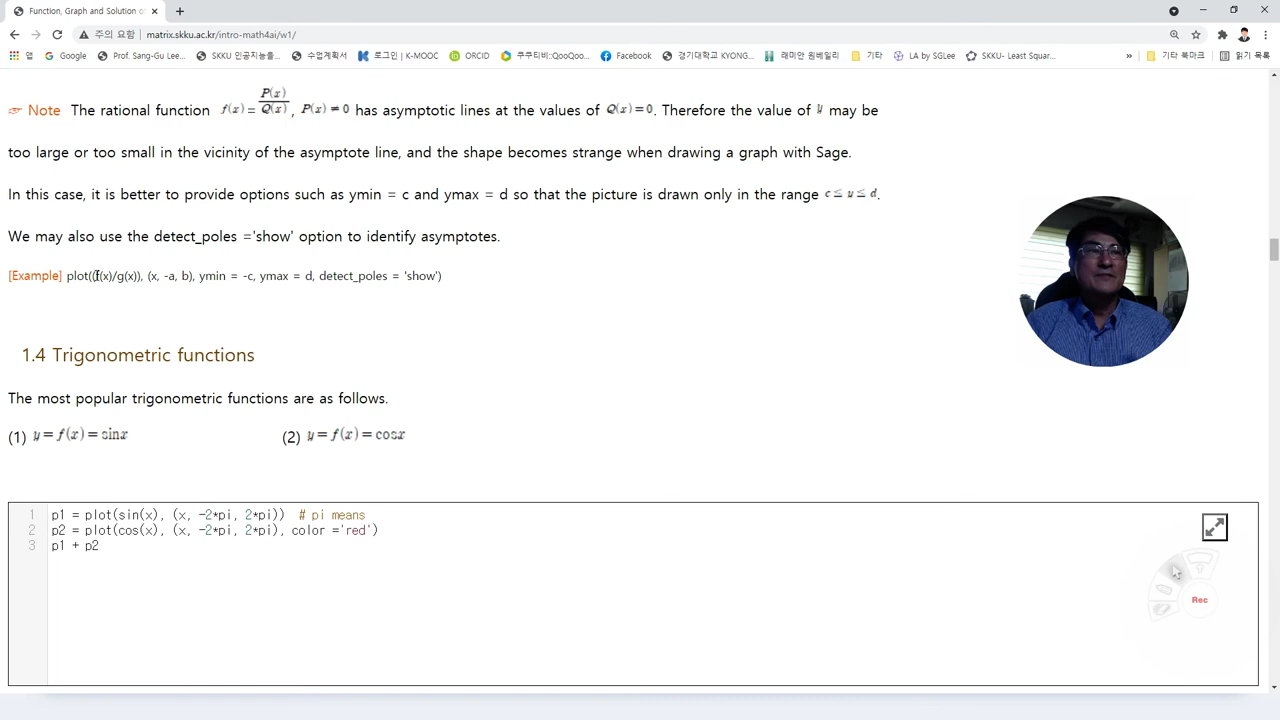 Function, Graph and Solution o
주의 요함 matrix.skku.ac.kr/intro-math4ai/w1/
앱 Google Prof. Sang-Gu Lee... SKKU 인공지능을... 수업계획서 로그인 | K-MOOC ORCID 쿠쿠티비::QooQoo... Facebook 경기대학교 KYONG... 래미안 원베일리 기타 LA by SGLee SKKU- Least Squar... » 기타 북마크 읽기 목록
☞ Note The rational function f(x) = P(x)/Q(x), P(x)≠0 has asymptotic lines at the values of Q(x)=0. Therefore the value of y may be
too large or too small in the vicinity of the asymptote line, and the shape becomes strange when drawing a graph with Sage.
In this case, it is better to provide options such as ymin = c and ymax = d so that the picture is drawn only in the range c ≤ y ≤ d.
We may also use the detect_poles ='show' option to identify asymptotes.
[Example] plot((f(x)/g(x)), (x, -a, b), ymin = -c, ymax = d, detect_poles = 'show')
1.4 Trigonometric functions
The most popular trigonometric functions are as follows.
(1) y = f(x) = sinx (2) y = f(x) = cosx
1 p1 = plot(sin(x), (x, -2*pi, 2*pi)) # pi means
2 p2 = plot(cos(x), (x, -2*pi, 2*pi), color ='red')
3 p1 + p2
Rec